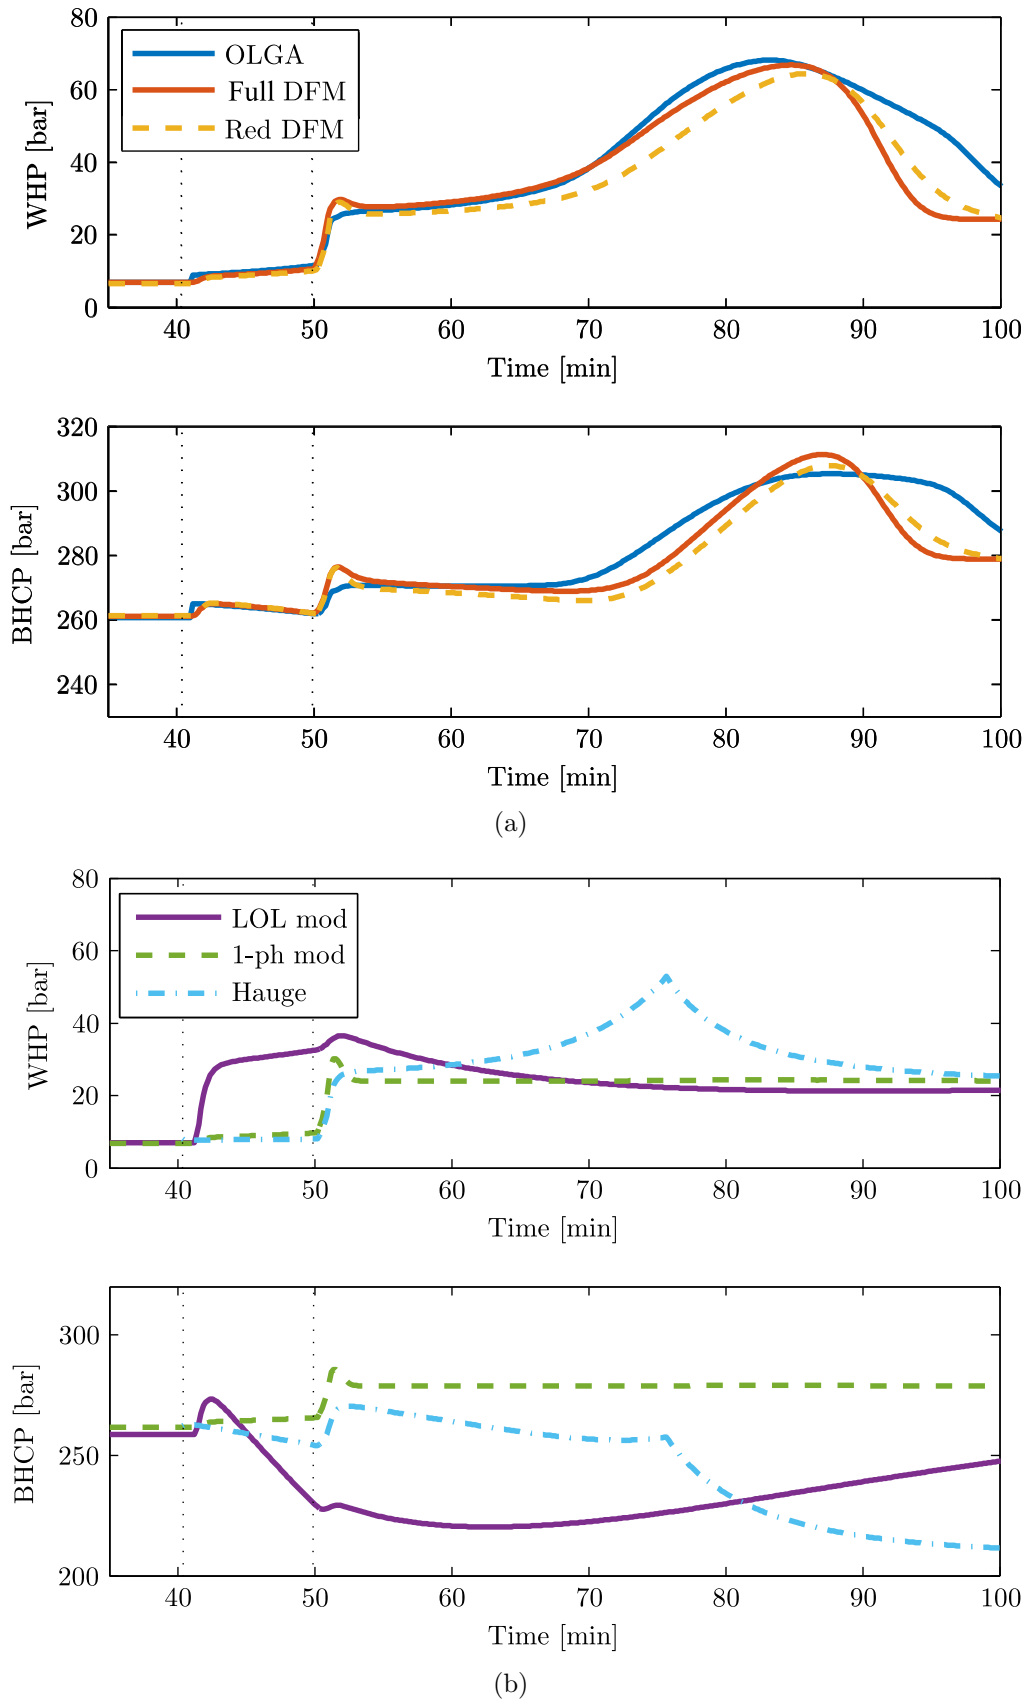 80
60
40
20
0
WHP [bar]
OLGA
Full DFM
Red DFM
40 50 60 70 80 90 100
Time [min]
320
300
280
260
240
BHCP [bar]
40 50 60 70 80 90 100
Time [min]
(a)
80
60
40
20
0
WHP [bar]
LOL mod
1-ph mod
Hauge
40 50 60 70 80 90 100
Time [min]
300
250
200
BHCP [bar]
40 50 60 70 80 90 100
Time [min]
(b)